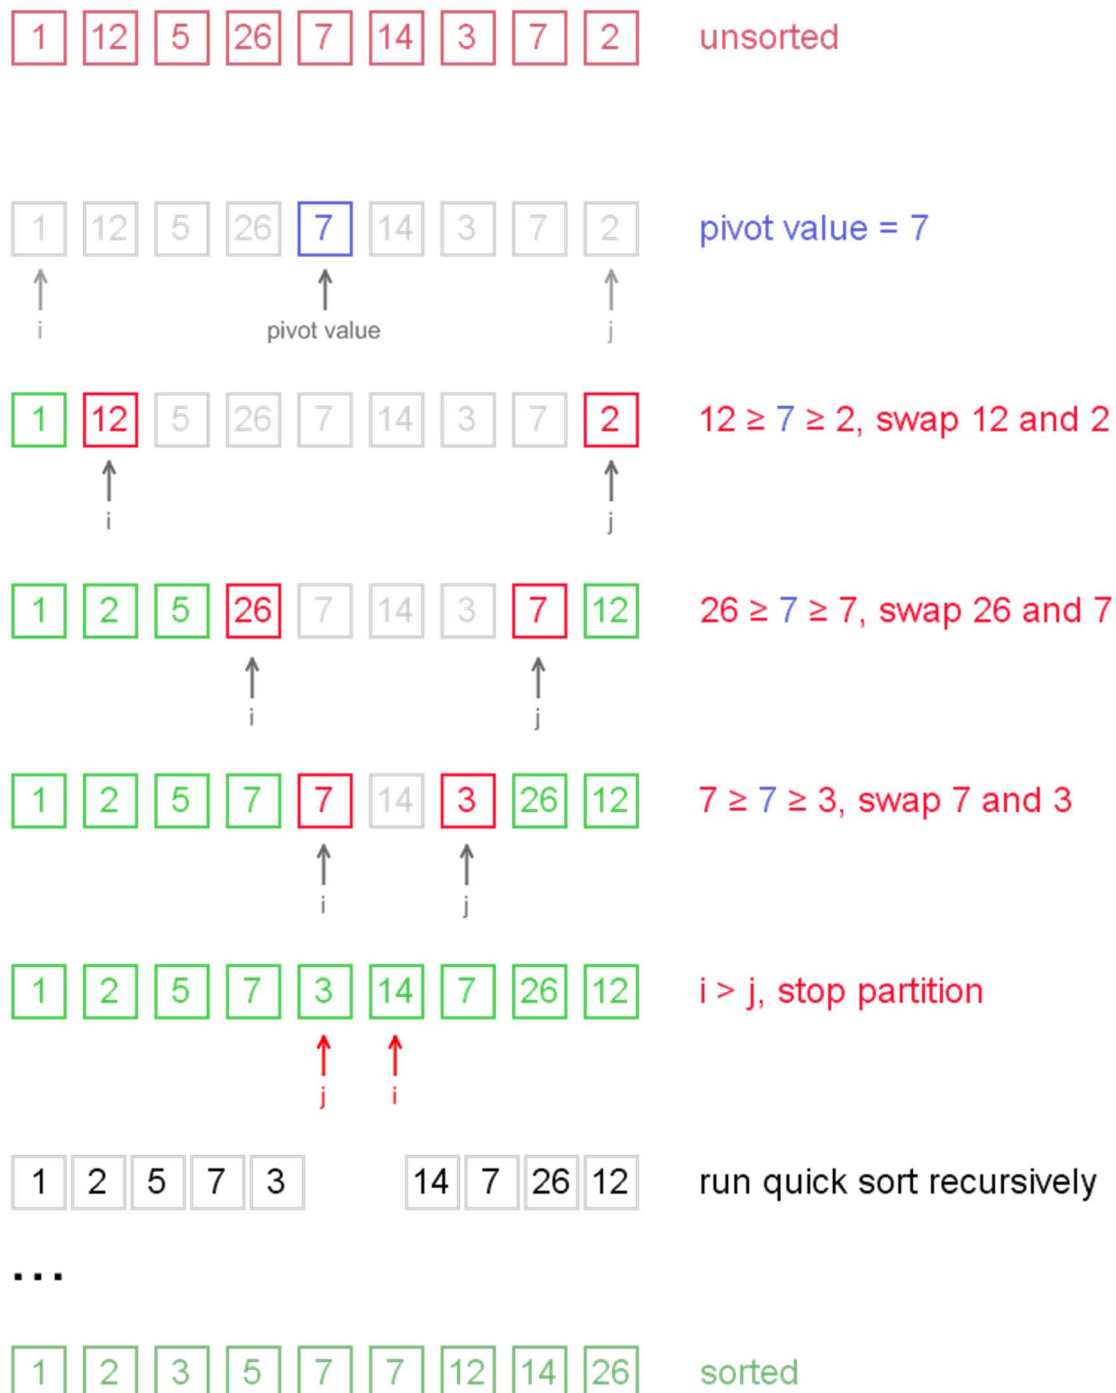 1 12 5 26 7 14 3 7 2 unsorted
1 12 5 26 7 14 3 7 2 pivot value = 7
i pivot value j
1 12 5 26 7 14 3 7 2 12 ≥ 7 ≥ 2, swap 12 and 2
i j
1 2 5 26 7 14 3 7 12 26 ≥ 7 ≥ 7, swap 26 and 7
i j
1 2 5 7 7 14 3 26 12 7 ≥ 7 ≥ 3, swap 7 and 3
i j
1 2 5 7 3 14 7 26 12 i > j, stop partition
j i
1 2 5 7 3 14 7 26 12 run quick sort recursively
...
1 2 3 5 7 7 12 14 26 sorted